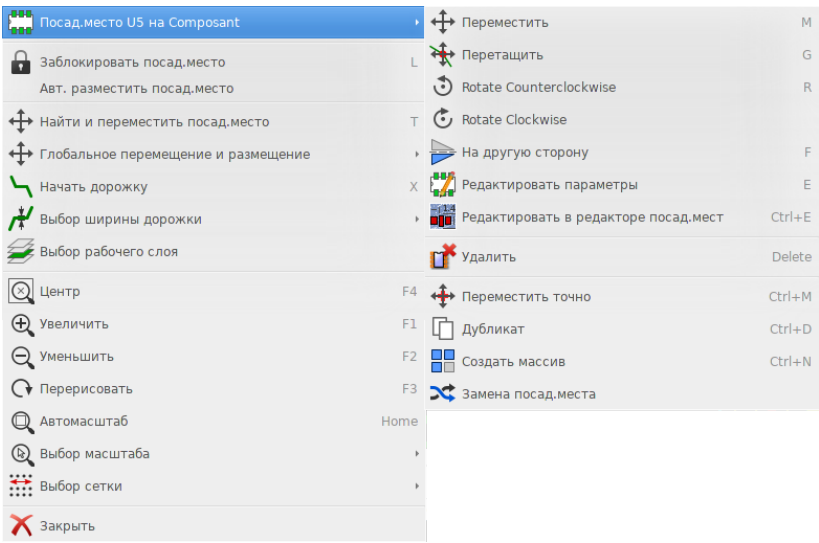 Посад.место U5 на Composant
Заблокировать посад.место L
Авт. разместить посад.место
Найти и переместить посад.место T
Глобальное перемещение и размещение
Начать дорожку X
Выбор ширины дорожки
Выбор рабочего слоя
Центр F4
Увеличить F1
Уменьшить F2
Перерисовать F3
Автомасштаб Home
Выбор масштаба
Выбор сетки
Закрыть
Переместить M
Перетащить G
Rotate Counterclockwise R
Rotate Clockwise
На другую сторону F
Редактировать параметры E
Редактировать в редакторе посад.мест Ctrl+E
Удалить Delete
Переместить точно Ctrl+M
Дубликат Ctrl+D
Создать массив Ctrl+N
Замена посад.места